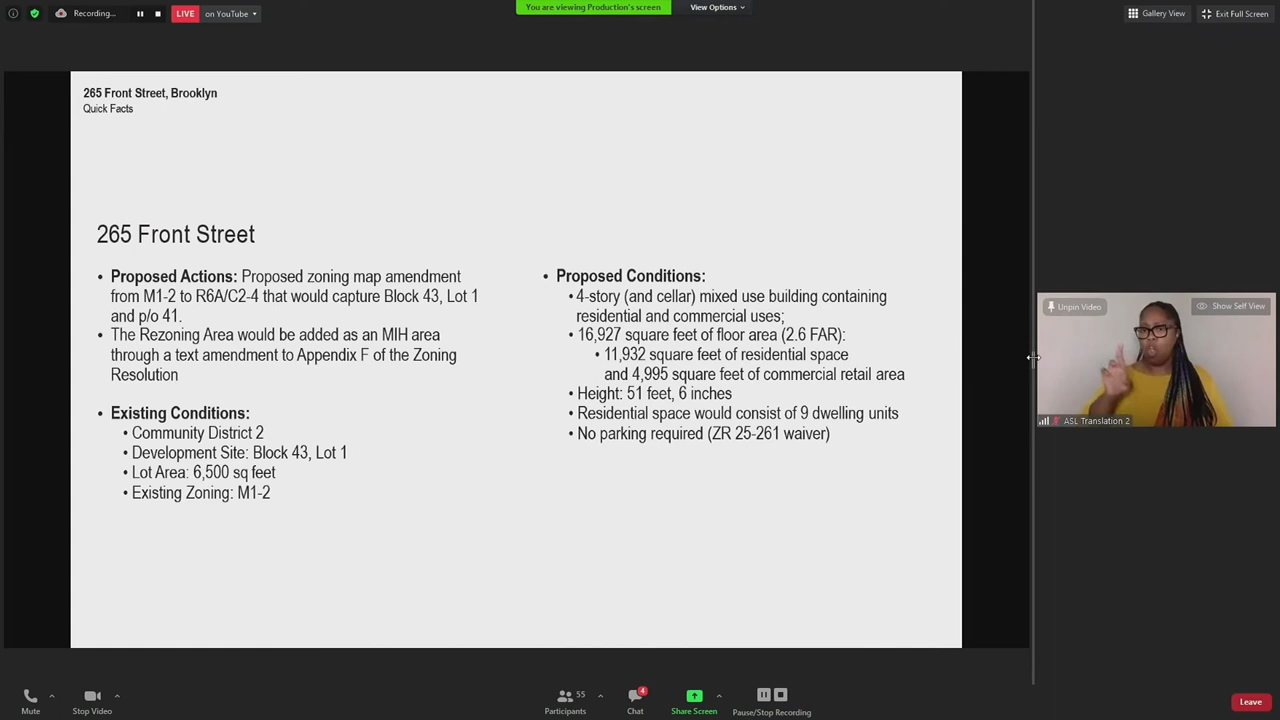 Recording...
LIVE
on YouTube
You are viewing Production's screen
View Options
Gallery View
Exit Full Screen
265 Front Street, Brooklyn
Quick Facts
265 Front Street
• Proposed Actions: Proposed zoning map amendment
from M1-2 to R6A/C2-4 that would capture Block 43, Lot 1
and p/o 41.
• The Rezoning Area would be added as an MIH area
through a text amendment to Appendix F of the Zoning
Resolution
• Existing Conditions:
• Community District 2
• Development Site: Block 43, Lot 1
• Lot Area: 6,500 sq feet
• Existing Zoning: M1-2
• Proposed Conditions:
• 4-story (and cellar) mixed use building containing
residential and commercial uses;
• 16,927 square feet of floor area (2.6 FAR):
• 11,932 square feet of residential space
and 4,995 square feet of commercial retail area
• Height: 51 feet, 6 inches
• Residential space would consist of 9 dwelling units
• No parking required (ZR 25-261 waiver)
Unpin Video
Show Self View
ASL Translation 2
Mute
Stop Video
55
Participants
4
Chat
Share Screen
Pause/Stop Recording
Leave